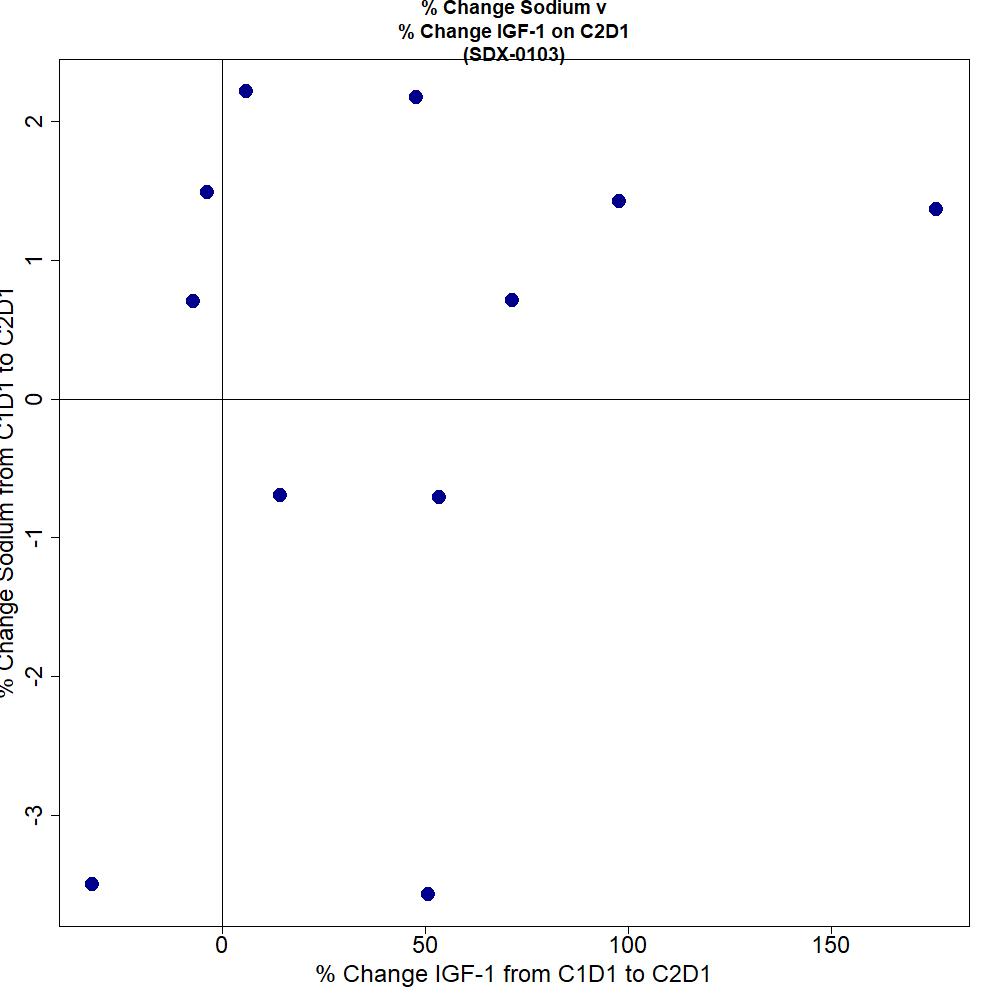 % Change Sodium v
% Change IGF-1 on C2D1
(SDX-0103)
% Change Sodium from C1D1 to C2D1
2
1
0
-1
-2
-3
0
50
100
150
% Change IGF-1 from C1D1 to C2D1